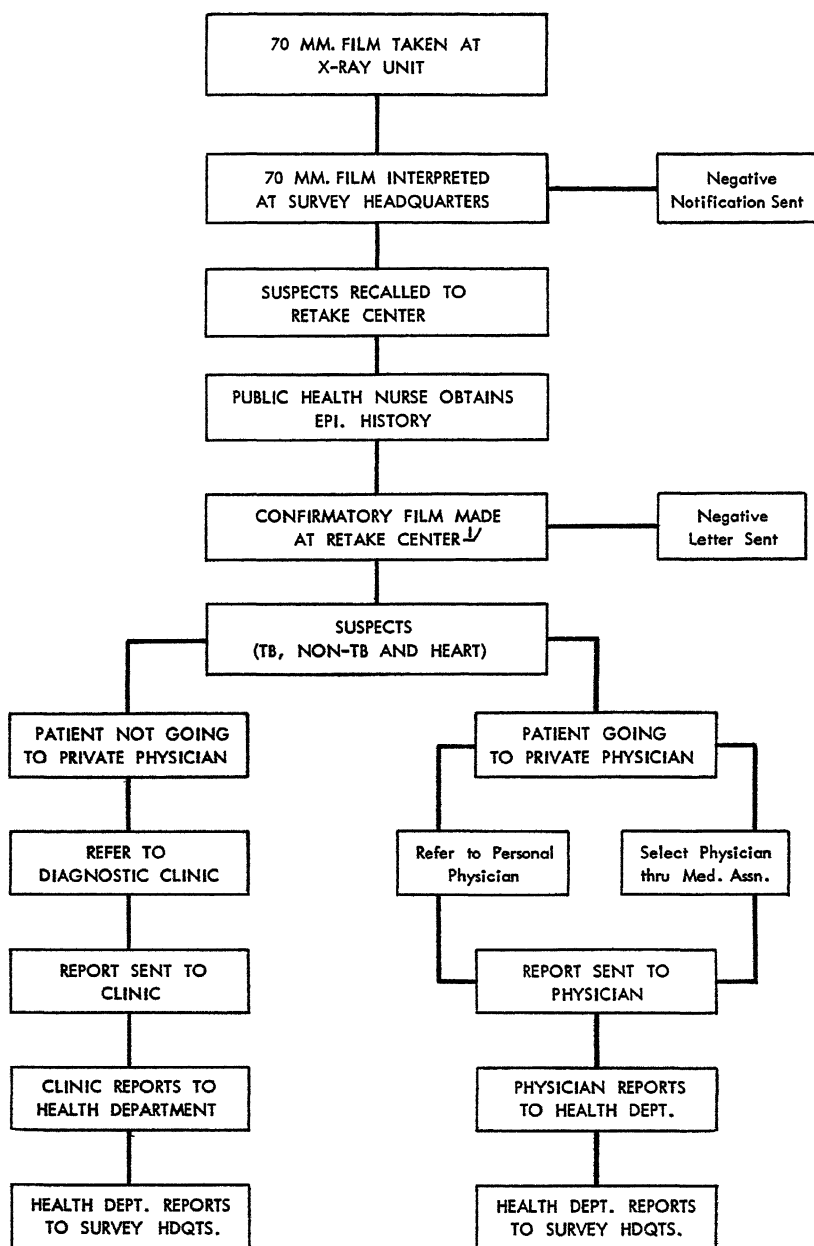 70 MM. FILM TAKEN AT
X-RAY UNIT
70 MM. FILM INTERPRETED
AT SURVEY HEADQUARTERS
Negative
Notification Sent
SUSPECTS RECALLED TO
RETAKE CENTER
PUBLIC HEALTH NURSE OBTAINS
EPI. HISTORY
CONFIRMATORY FILM MADE
AT RETAKE CENTER 1/
Negative
Letter Sent
SUSPECTS
(TB, NON-TB AND HEART)
PATIENT NOT GOING
TO PRIVATE PHYSICIAN
PATIENT GOING
TO PRIVATE PHYSICIAN
REFER TO
DIAGNOSTIC CLINIC
Refer to Personal
Physician
Select Physician
thru Med. Assn.
REPORT SENT TO
CLINIC
REPORT SENT TO
PHYSICIAN
CLINIC REPORTS TO
HEALTH DEPARTMENT
PHYSICIAN REPORTS
TO HEALTH DEPT.
HEALTH DEPT. REPORTS
TO SURVEY HDQTS.
HEALTH DEPT. REPORTS
TO SURVEY HDQTS.